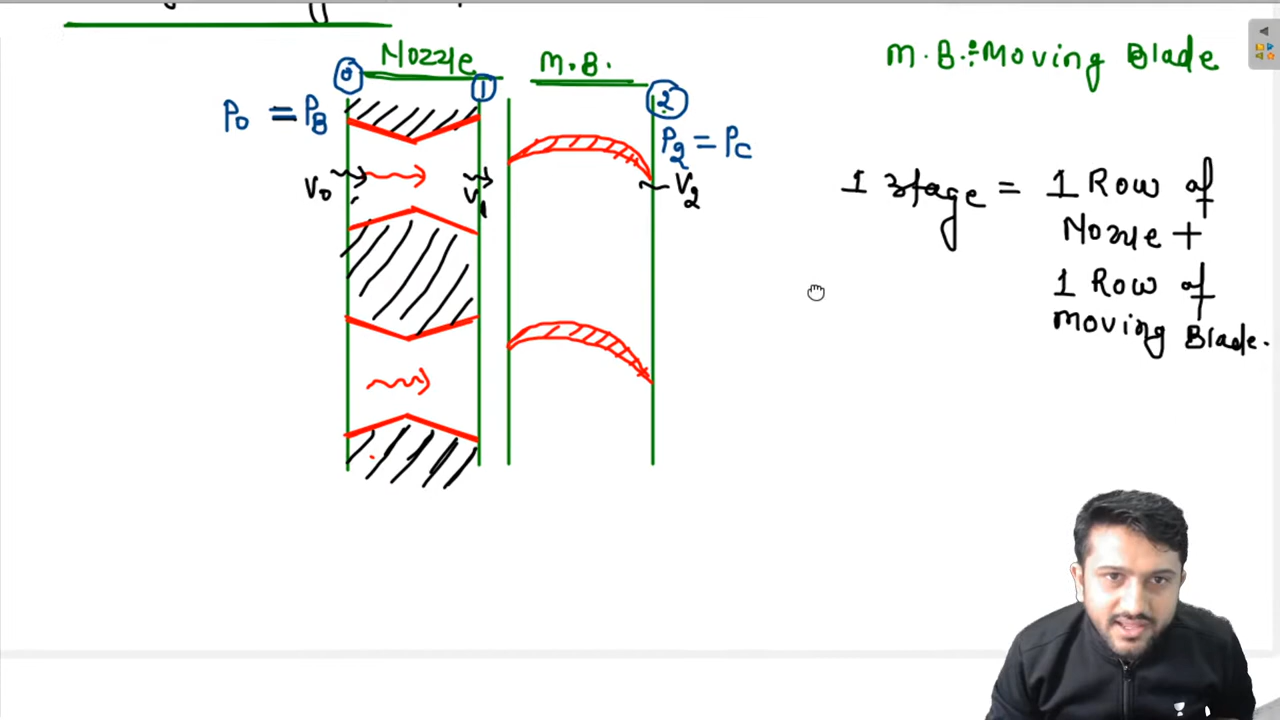 Nozzle
M.B.
M.B.:- Moving Blade
0
1
2
P0 = PB
P2 = PC
V0
V1
V2
1 stage = 1 Row of
Nozzle +
1 Row of
Moving Blade.